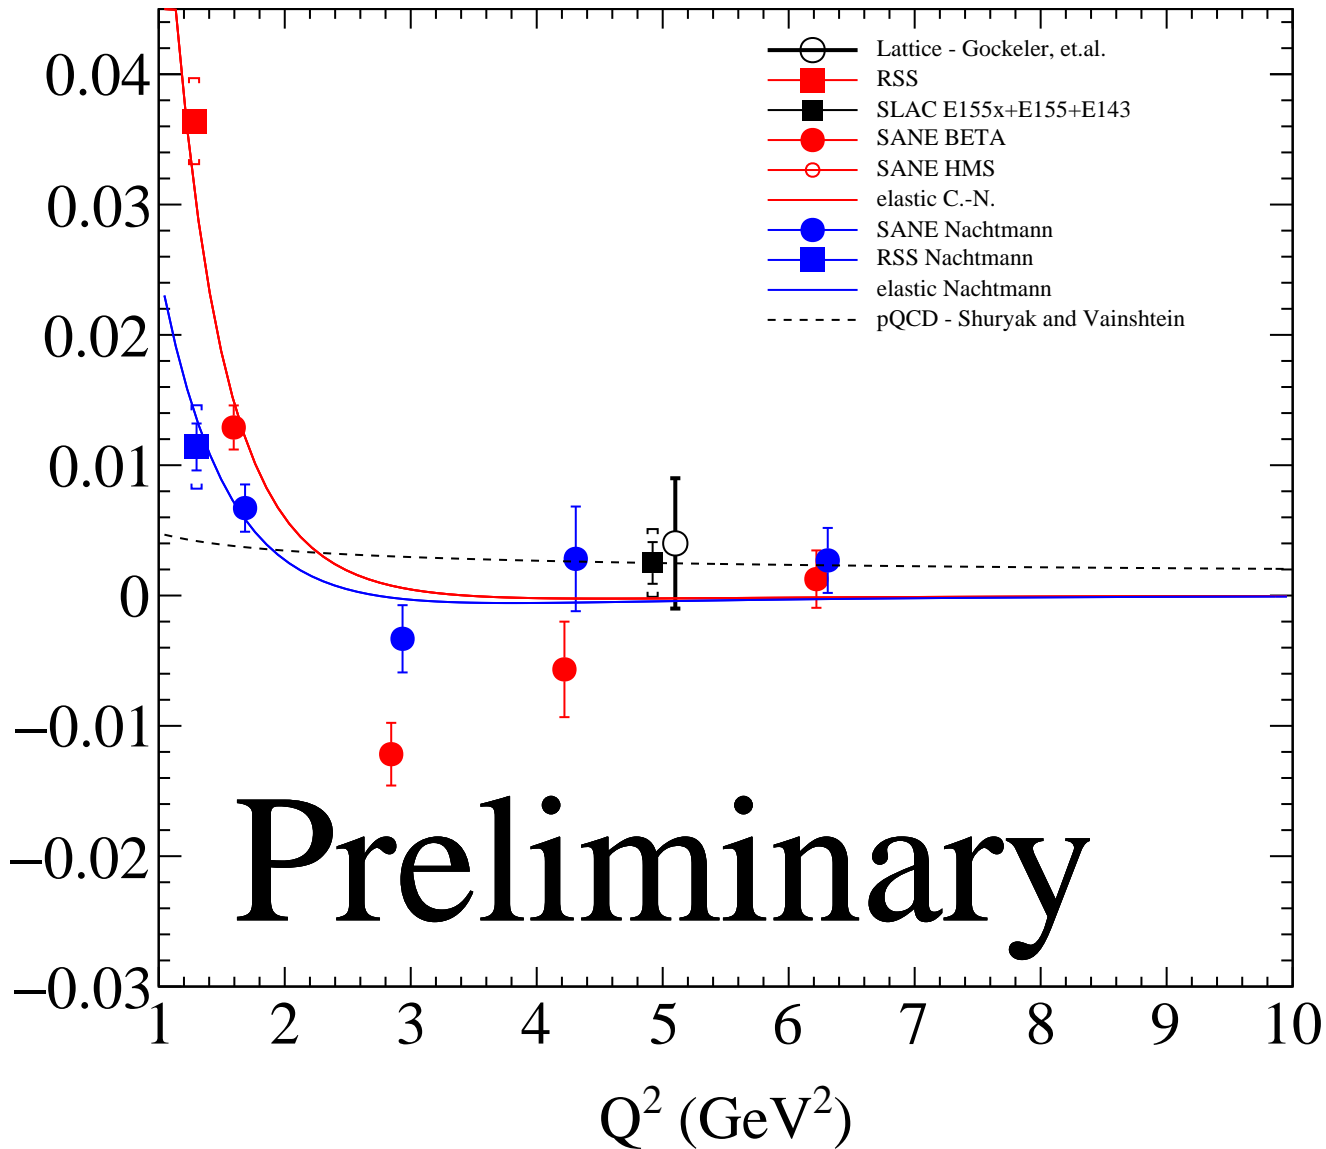 0.04
0.03
0.02
0.01
0
−0.01
−0.02
−0.03
Lattice - Gockeler, et.al.
RSS
SLAC E155x+E155+E143
SANE BETA
SANE HMS
elastic C.-N.
SANE Nachtmann
RSS Nachtmann
elastic Nachtmann
pQCD - Shuryak and Vainshtein
Preliminary
1 2 3 4 5 6 7 8 9 10
Q² (GeV²)